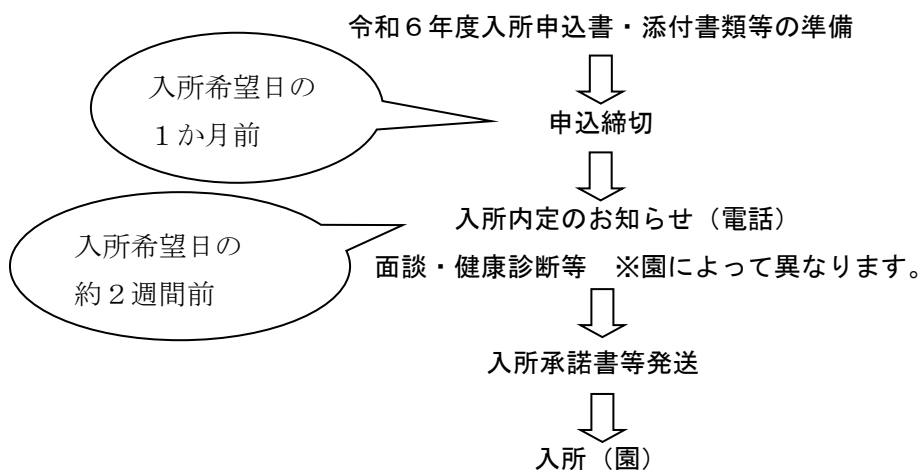 令和６年度入所申込書・添付書類等の準備
入所希望日の
１か月前
申込締切
入所内定のお知らせ（電話）
入所希望日の
約２週間前
面談・健康診断等　※園によって異なります。
入所承諾書等発送
入所（園）